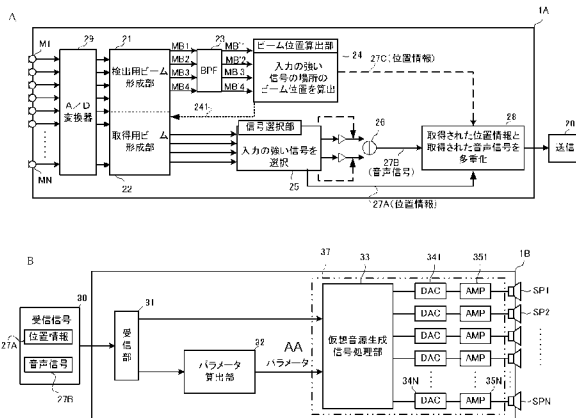 A
1A
M1
MN
29
A/D
変換器
21
検出用ビーム
形成部
取得用ビーム
形成部
22
MB1
MB2
MB3
MB4
23
BPF
MB'1
MB'2
MB'3
MB'4
ビーム位置算出部
入力の強い
信号の場所の
ビーム位置を算出
24
241
27C(位置情報)
信号選択部
入力の強い信号を
選択
25
26
27B
(音声信号)
27A(位置情報)
28
取得された位置情報と
取得された音声信号を
多重化
20
送信
B
1B
30
受信信号
27A
位置情報
音声信号
27B
31
受信部
32
パラメータ
算出部
AA
パラメータ
37
33
仮想音源生成
信号処理部
341
351
DAC
AMP
SP1
DAC
AMP
SP2
DAC
AMP
DAC
AMP
34N
35N
DAC
AMP
SPN